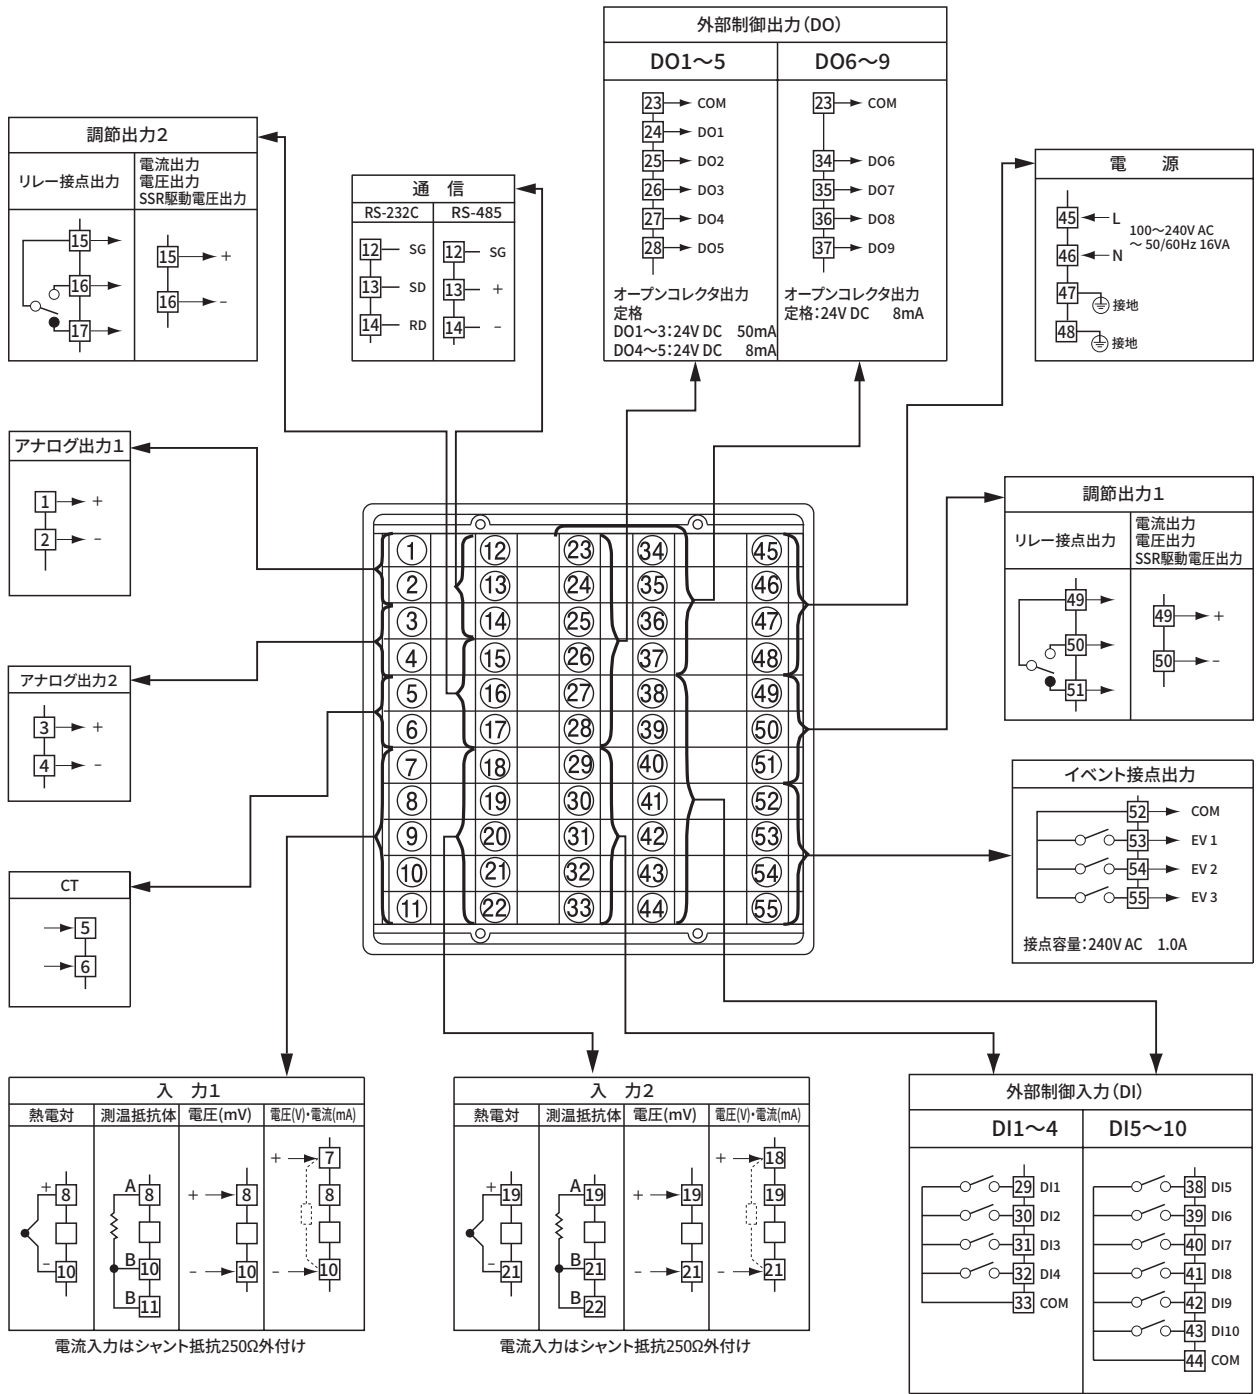 外部制御出力(DO)
DO1～5 DO6～9
23 COM
24 DO1
25 DO2
26 DO3
27 DO4
28 DO5
オープンコレクタ出力
定格
DO1～3:24V DC 50mA
DO4～5:24V DC 8mA
23 COM
34 DO6
35 DO7
36 DO8
37 DO9
オープンコレクタ出力
定格:24V DC 8mA
調節出力2
リレー接点出力
15
16
17
電流出力
電圧出力
SSR駆動電圧出力
15 +
16 −
通 信
RS-232C RS-485
12 SG
13 SD
14 RD
12 SG
13 +
14 −
電 源
45 L
46 N
100～240V AC
～ 50/60Hz 16VA
47 接地
48 接地
アナログ出力1
1 +
2 −
アナログ出力2
3 +
4 −
CT
5
6
調節出力1
リレー接点出力
49
50
51
電流出力
電圧出力
SSR駆動電圧出力
49 +
50 −
イベント接点出力
52 COM
53 EV 1
54 EV 2
55 EV 3
接点容量:240V AC 1.0A
① ⑫ ㉓ ㉞ ㊺
② ⑬ ㉔ ㉟ ㊻
③ ⑭ ㉕ ㊱ ㊼
④ ⑮ ㉖ ㊲ ㊽
⑤ ⑯ ㉗ ㊳ ㊾
⑥ ⑰ ㉘ ㊴ ㊿
⑦ ⑱ ㉙ ㊵ 51
⑧ ⑲ ㉚ ㊶ 52
⑨ ⑳ ㉛ ㊷ 53
⑩ ㉑ ㉜ ㊸ 54
⑪ ㉒ ㉝ ㊹ 55
入 力1
熱電対 測温抵抗体 電圧(mV) 電圧(V)・電流(mA)
+ 8
− 10
A 8
B 10
B 11
+ 8
− 10
+ 7
8
− 10
電流入力はシャント抵抗250Ω外付け
入 力2
熱電対 測温抵抗体 電圧(mV) 電圧(V)・電流(mA)
+ 19
− 21
A 19
B 21
B 22
+ 19
− 21
+ 18
19
− 21
電流入力はシャント抵抗250Ω外付け
外部制御入力(DI)
DI1～4 DI5～10
29 DI1
30 DI2
31 DI3
32 DI4
33 COM
38 DI5
39 DI6
40 DI7
41 DI8
42 DI9
43 DI10
44 COM